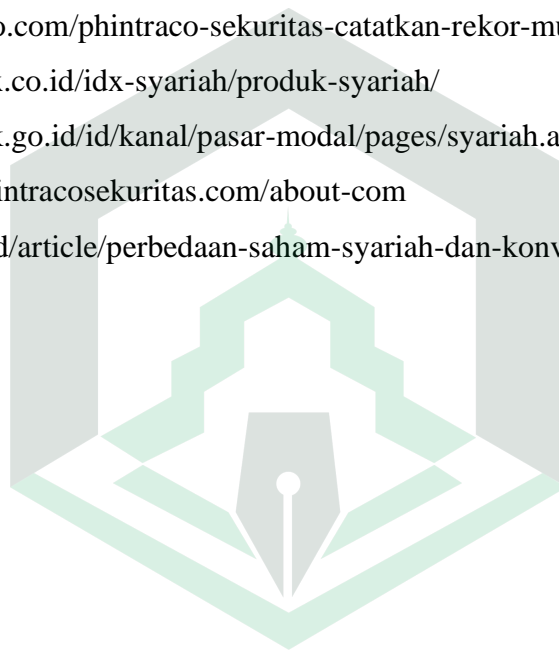 o.com/phintraco-sekuritas-catatkan-rekor-mu
k.co.id/idx-syariah/produk-syariah/
k.go.id/id/kanal/pasar-modal/pages/syariah.a
intracosekuritas.com/about-com
d/article/perbedaan-saham-syariah-dan-konv